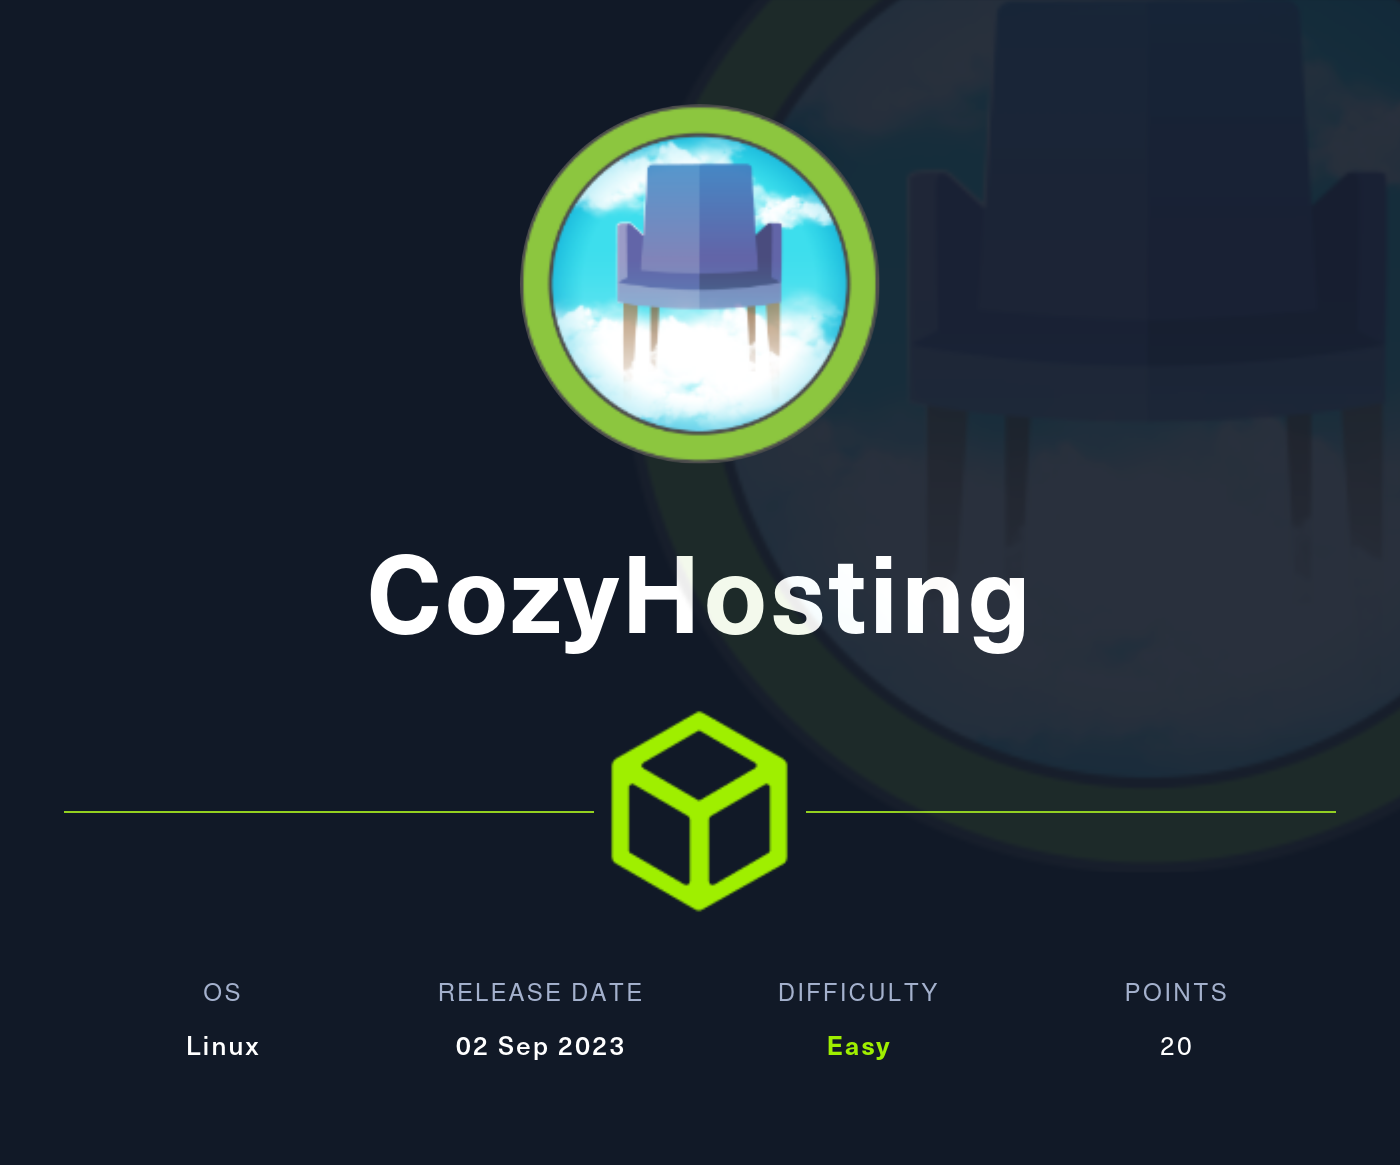 CozyHosting
OS
RELEASE DATE
DIFFICULTY
POINTS
Linux
02 Sep 2023
Easy
20